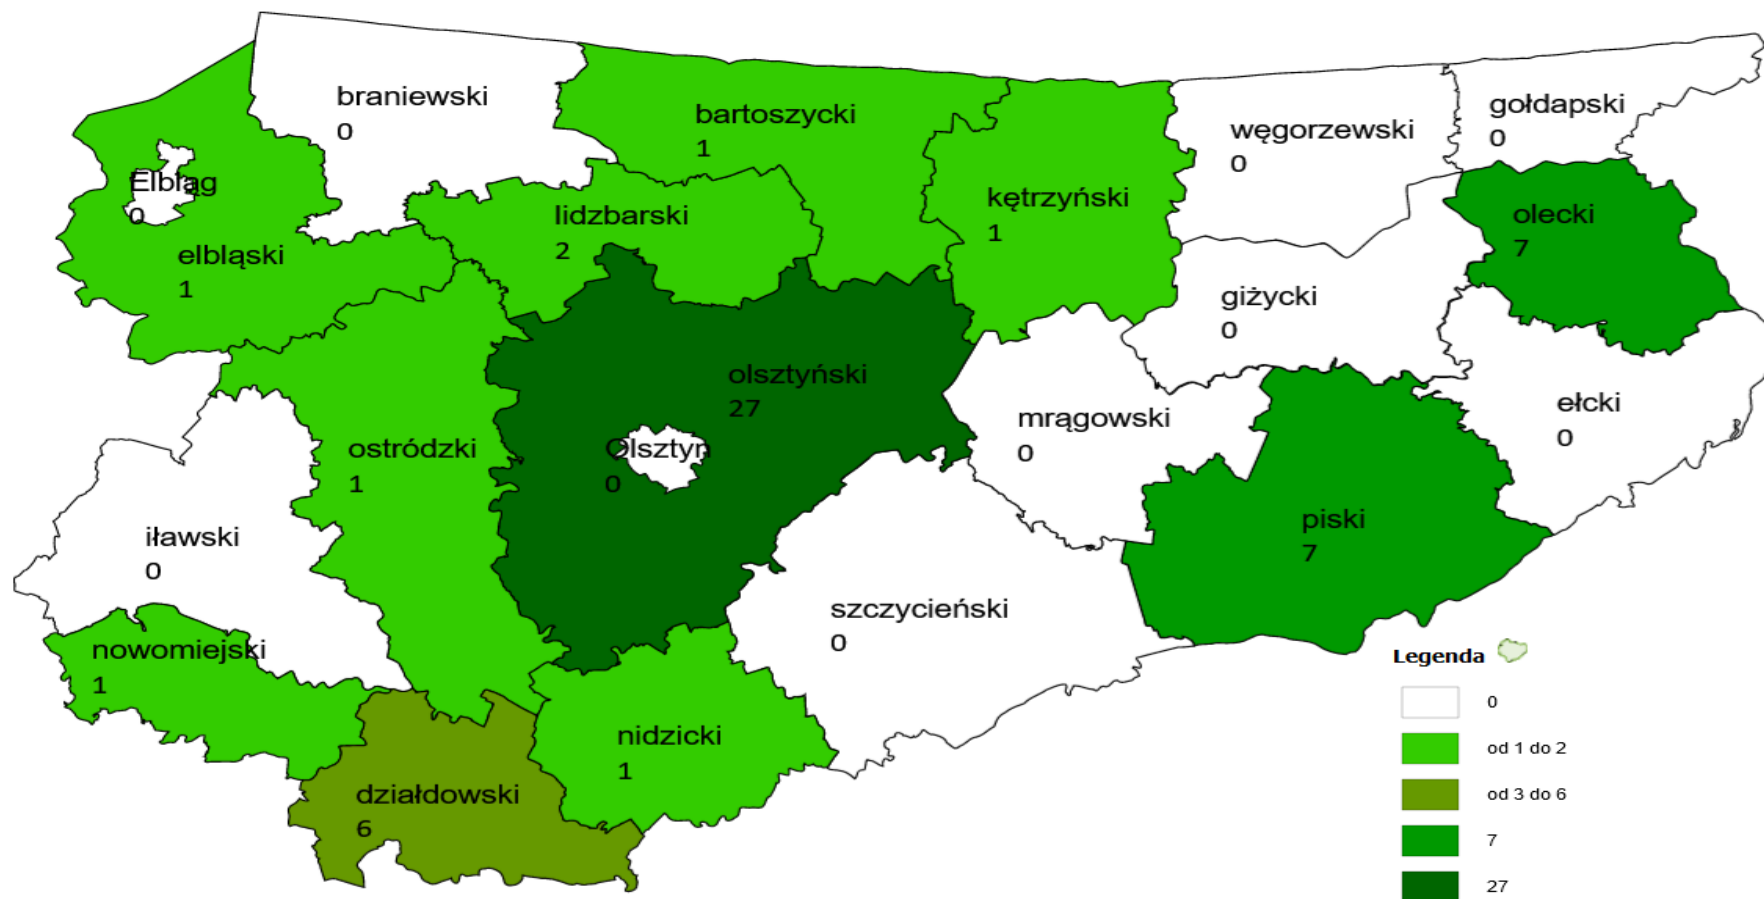 braniewski
0
bartoszycki
1
węgorzewski
0
gołdapski
0
Elbląg
0
elbląski
1
lidzbarski
2
kętrzyński
1
olecki
7
giżycki
0
olsztyński
27
Olsztyn
0
ostródzki
1
mrągowski
0
ełcki
0
iławski
0
piski
7
szczycieński
0
nowomiejski
1
nidzicki
1
działdowski
6
Legenda
0
od 1 do 2
od 3 do 6
7
27